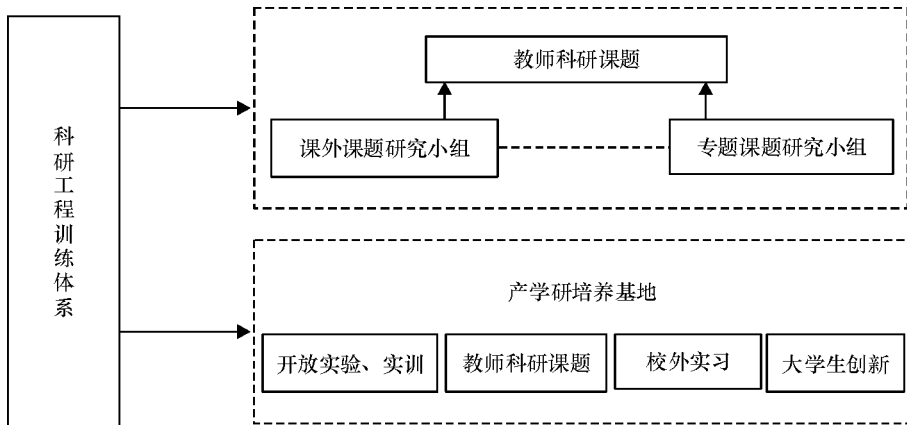 科研工程训练体系
教师科研课题
课外课题研究小组
专题课题研究小组
产学研培养基地
开放实验、实训
教师科研课题
校外实习
大学生创新